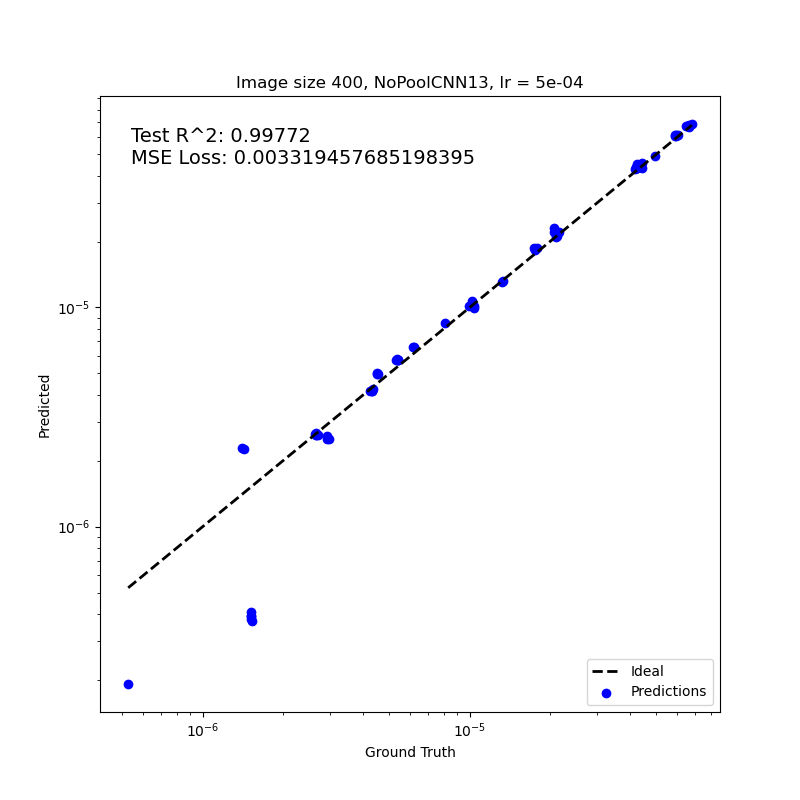 Image size 400, NoPoolCNN13, lr = 5e-04
Test R^2: 0.99772
MSE Loss: 0.003319457685198395
10⁻⁵
Predicted
10⁻⁶
Ideal
Predictions
10⁻⁶ 10⁻⁵
Ground Truth